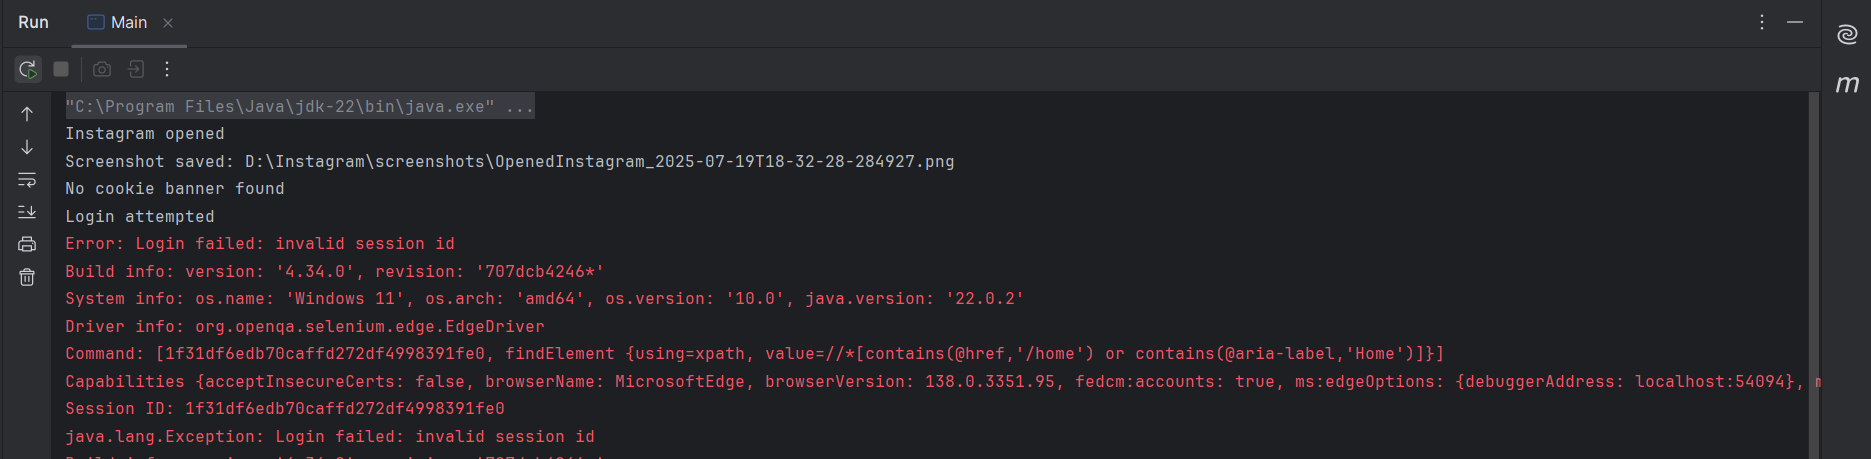 Run Main
"C:\Program Files\Java\jdk-22\bin\java.exe" ...
Instagram opened
Screenshot saved: D:\Instagram\screenshots\OpenedInstagram_2025-07-19T18-32-28-284927.png
No cookie banner found
Login attempted
Error: Login failed: invalid session id
Build info: version: '4.34.0', revision: '707dcb4246*'
System info: os.name: 'Windows 11', os.arch: 'amd64', os.version: '10.0', java.version: '22.0.2'
Driver info: org.openqa.selenium.edge.EdgeDriver
Command: [1f31df6edb70caffd272df4998391fe0, findElement {using=xpath, value=//*[contains(@href,'/home') or contains(@aria-label,'Home')]}]
Capabilities {acceptInsecureCerts: false, browserName: MicrosoftEdge, browserVersion: 138.0.3351.95, fedcm:accounts: true, ms:edgeOptions: {debuggerAddress: localhost:54094},
Session ID: 1f31df6edb70caffd272df4998391fe0
java.lang.Exception: Login failed: invalid session id